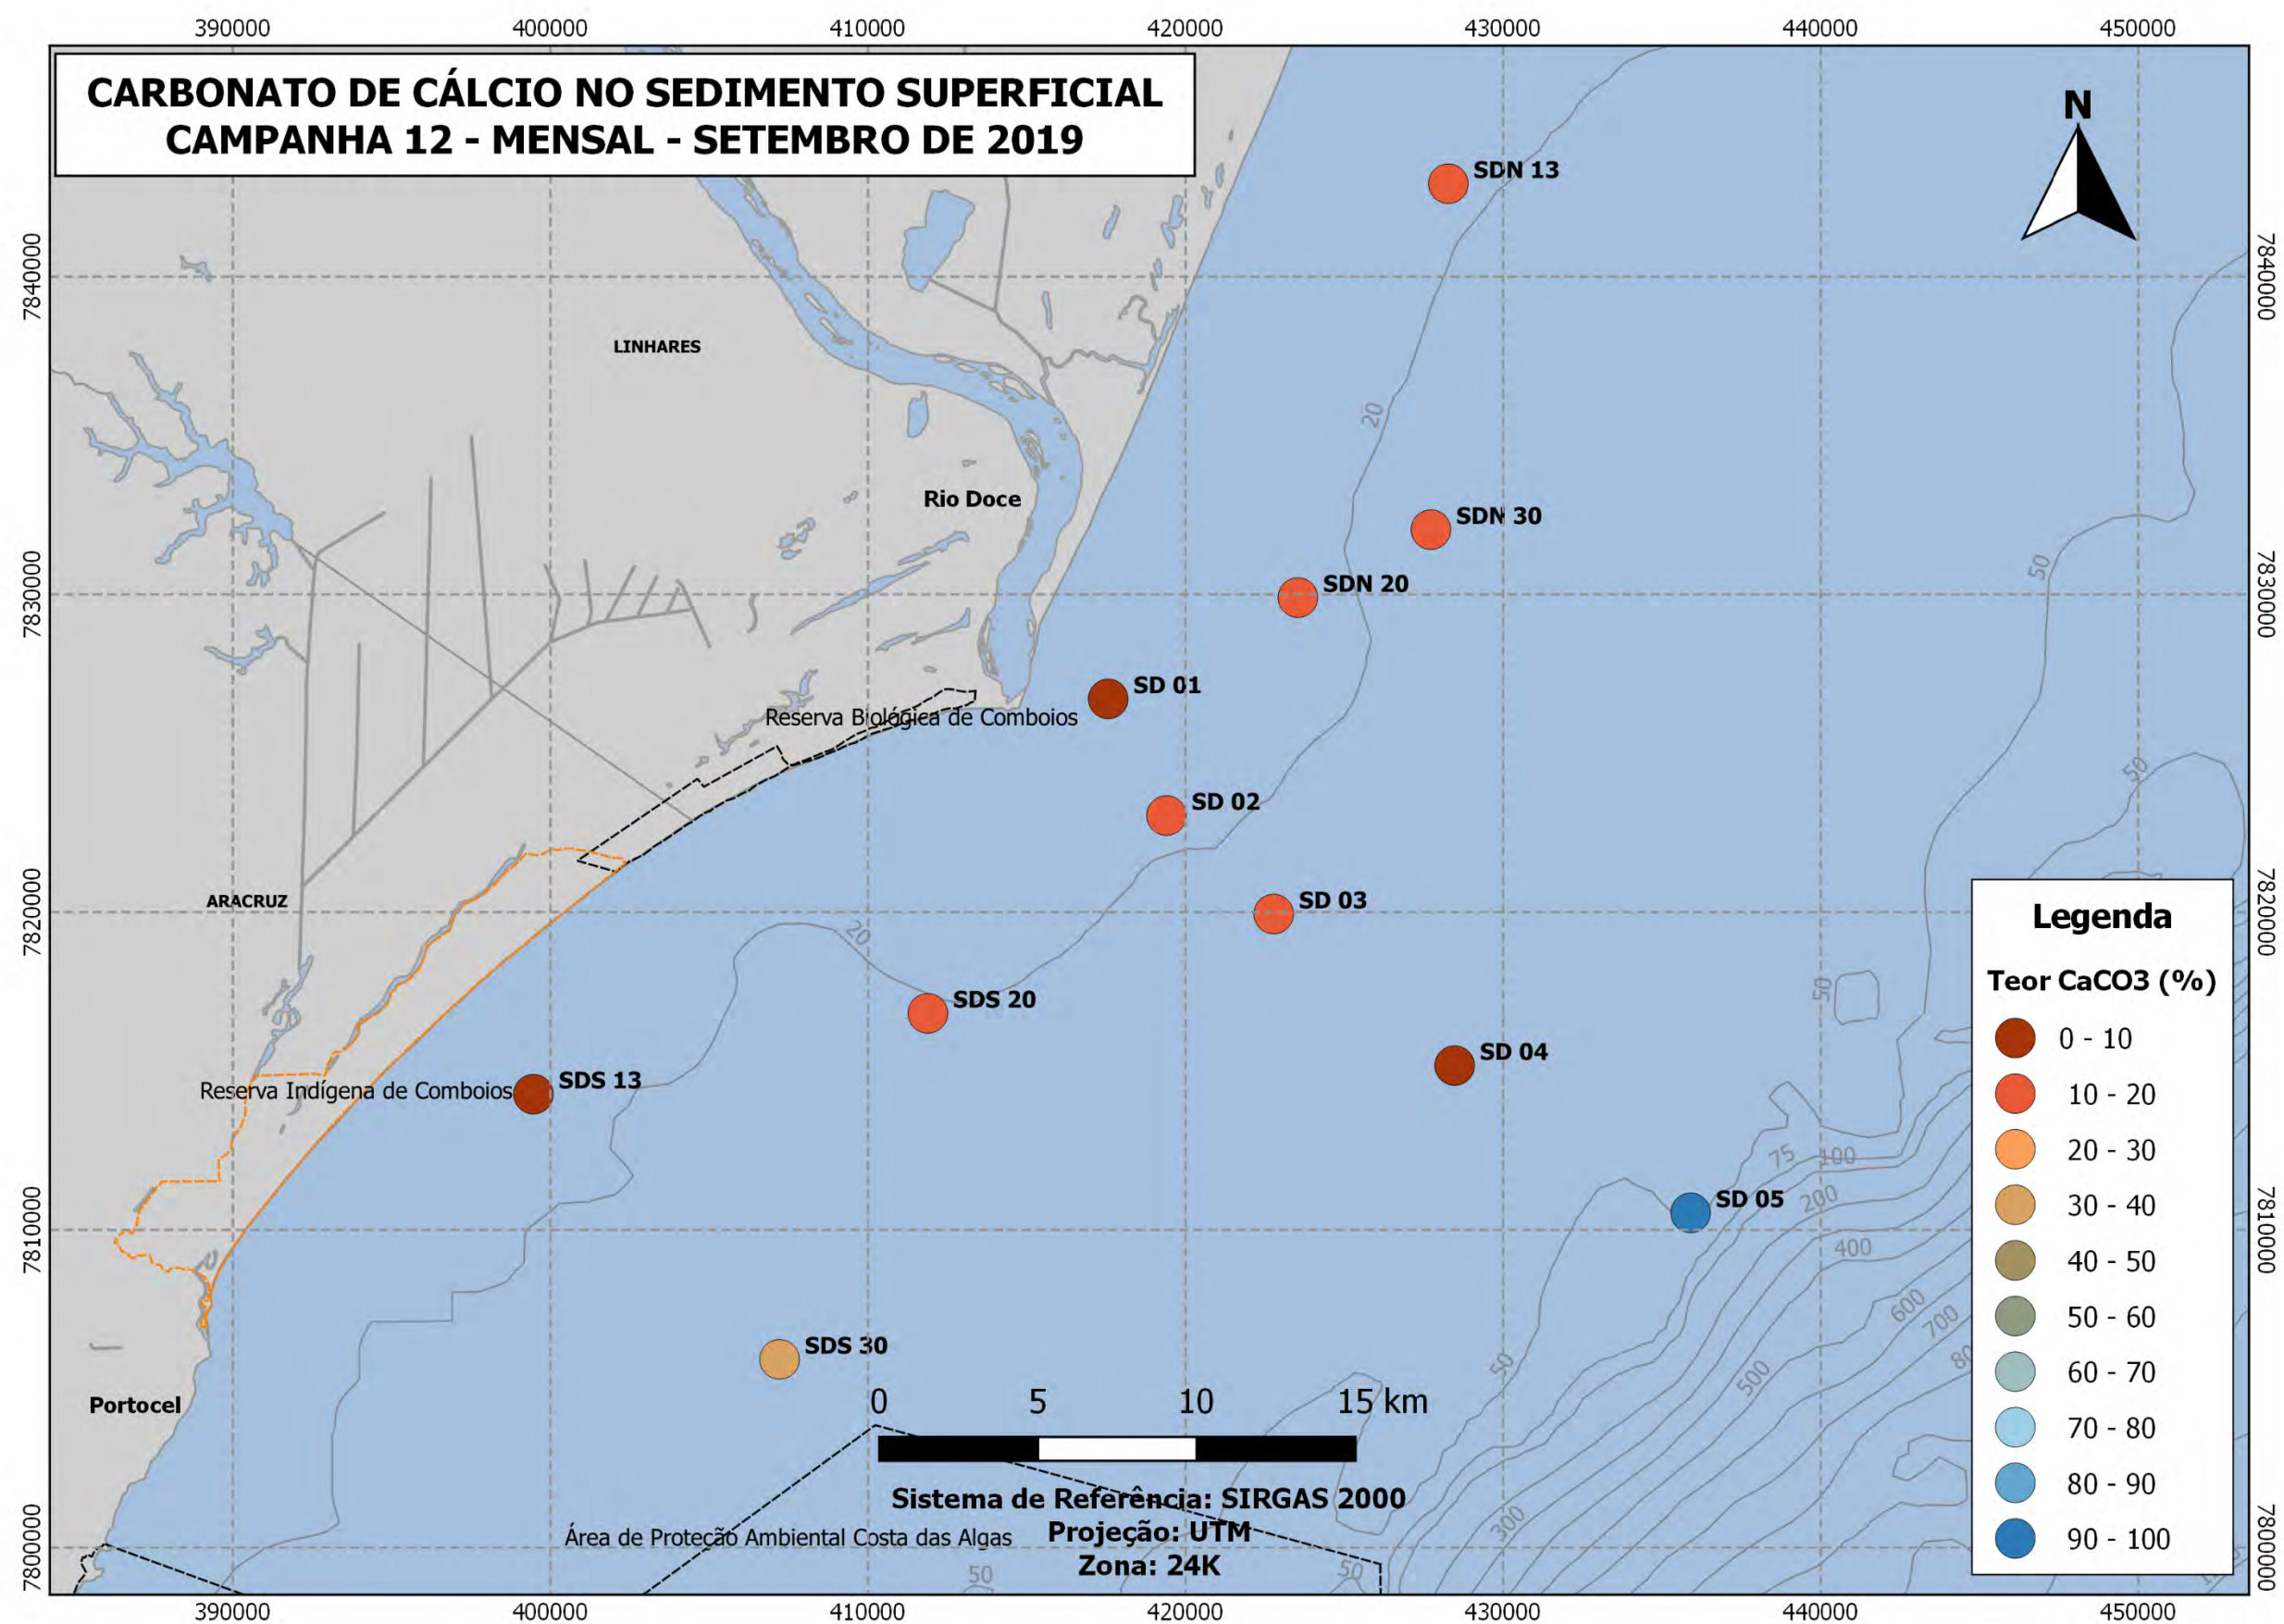 390000 400000 410000 420000 430000 440000 450000
CARBONATO DE CÁLCIO NO SEDIMENTO SUPERFICIAL
CAMPANHA 12 - MENSAL - SETEMBRO DE 2019
N
SDN 13
7840000
7840000
LINHARES
20
Rio Doce
SDN 30
50
7830000
7830000
SDN 20
SD 01
Reserva Biológica de Comboios
50
SD 02
ARACRUZ
SD 03
7820000
7820000
20
SDS 20
50
SD 04
Reserva Indígena de Comboios
SDS 13
75 100
SD 05
200
7810000
7810000
400
600
700
80
SDS 30
50
500
Portocel
0 5 10 15 km
Sistema de Referência: SIRGAS 2000
Projeção: UTM
Zona: 24K
Área de Proteção Ambiental Costa das Algas
300
50
50
7800000
7800000
Legenda
Teor CaCO3 (%)
0 - 10
10 - 20
20 - 30
30 - 40
40 - 50
50 - 60
60 - 70
70 - 80
80 - 90
90 - 100
390000 400000 410000 420000 430000 440000 450000